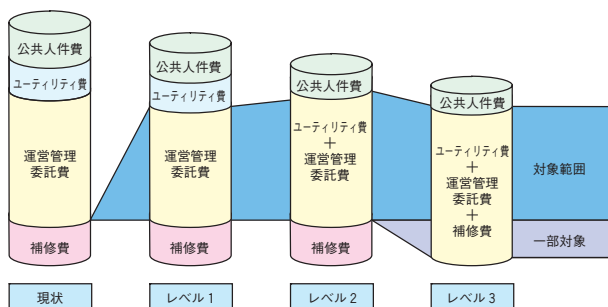 公共人件費
ユーティリティ費
運営管理
委託費
補修費
現状
公共人件費
ユーティリティ費
運営管理
委託費
補修費
レベル1
公共人件費
ユーティリティ費
+
運営管理
委託費
補修費
レベル2
公共人件費
ユーティリティ費
+
運営管理
委託費
+
補修費
レベル3
対象範囲
一部対象